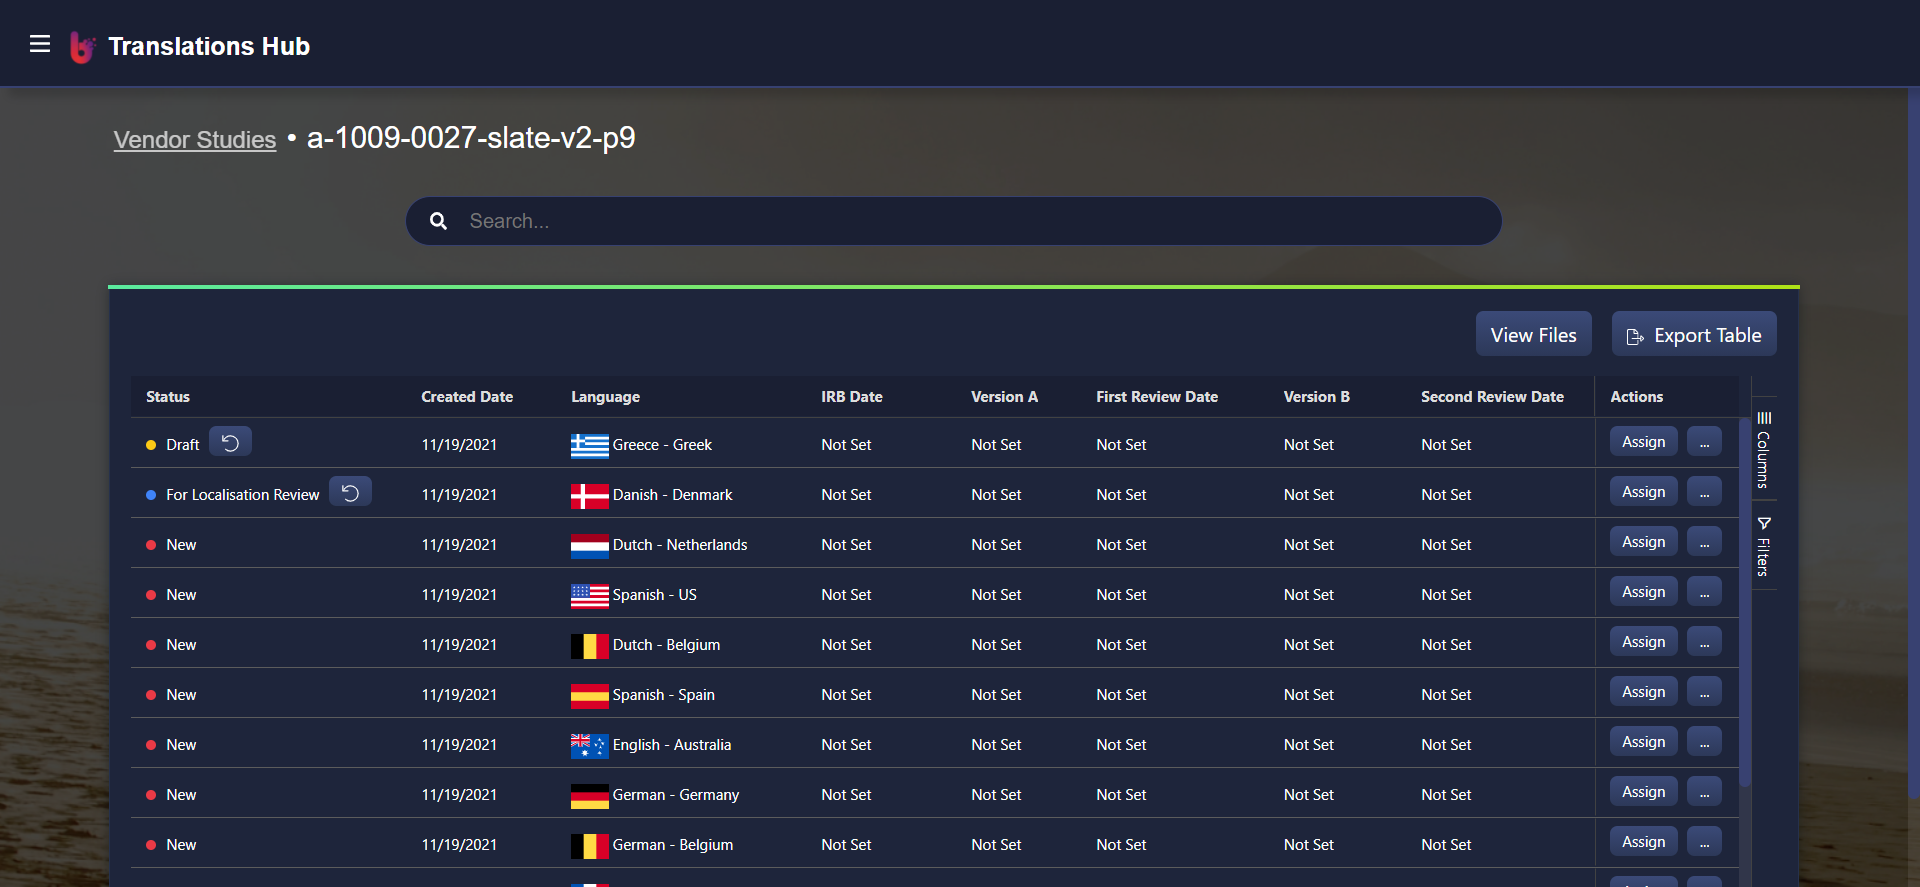 Translations Hub
Vendor Studies • a-1009-0027-slate-v2-p9
Search...
View Files Export Table
Status Created Date Language IRB Date Version A First Review Date Version B Second Review Date Actions
Draft 11/19/2021 Greece - Greek Not Set Not Set Not Set Not Set Not Set Assign ...
For Localisation Review 11/19/2021 Danish - Denmark Not Set Not Set Not Set Not Set Not Set Assign ...
New 11/19/2021 Dutch - Netherlands Not Set Not Set Not Set Not Set Not Set Assign ...
New 11/19/2021 Spanish - US Not Set Not Set Not Set Not Set Not Set Assign ...
New 11/19/2021 Dutch - Belgium Not Set Not Set Not Set Not Set Not Set Assign ...
New 11/19/2021 Spanish - Spain Not Set Not Set Not Set Not Set Not Set Assign ...
New 11/19/2021 English - Australia Not Set Not Set Not Set Not Set Not Set Assign ...
New 11/19/2021 German - Germany Not Set Not Set Not Set Not Set Not Set Assign ...
New 11/19/2021 German - Belgium Not Set Not Set Not Set Not Set Not Set Assign ...
Columns
Filters